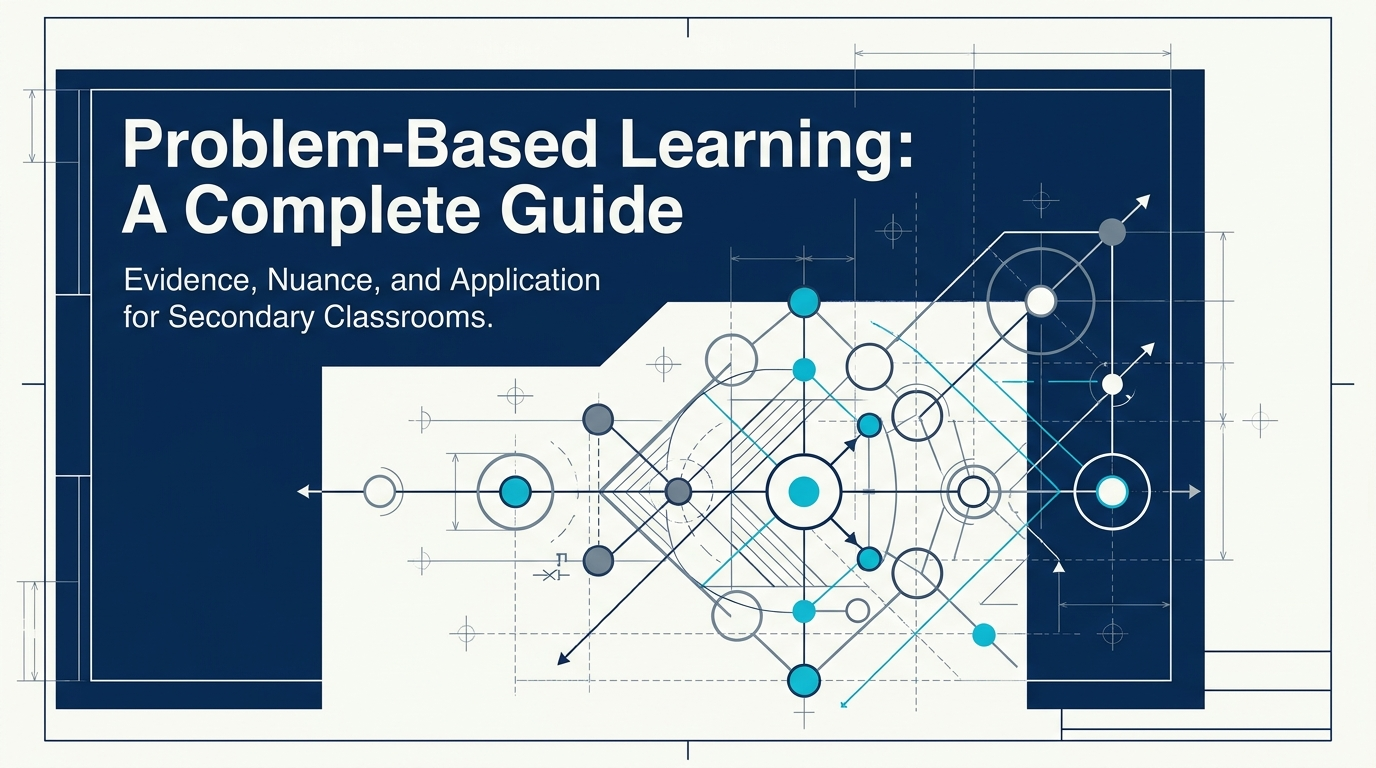 Problem-Based Learning:
A Complete Guide
Evidence, Nuance, and Application
for Secondary Classrooms.